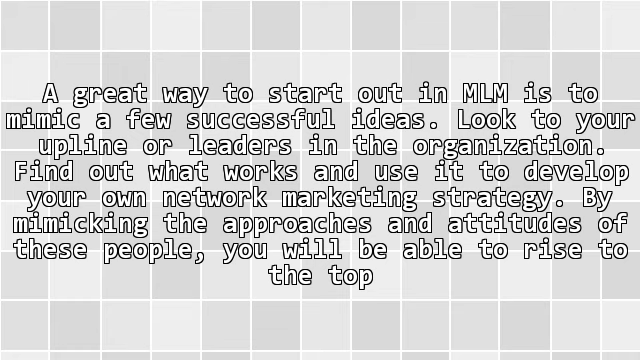 A great way to start out in MLM is to
mimic a few successful ideas. Look to your
upline or leaders in the organization.
Find out what works and use it to develop
your own network marketing strategy. By
mimicking the approaches and attitudes of
these people, you will be able to rise to
the top